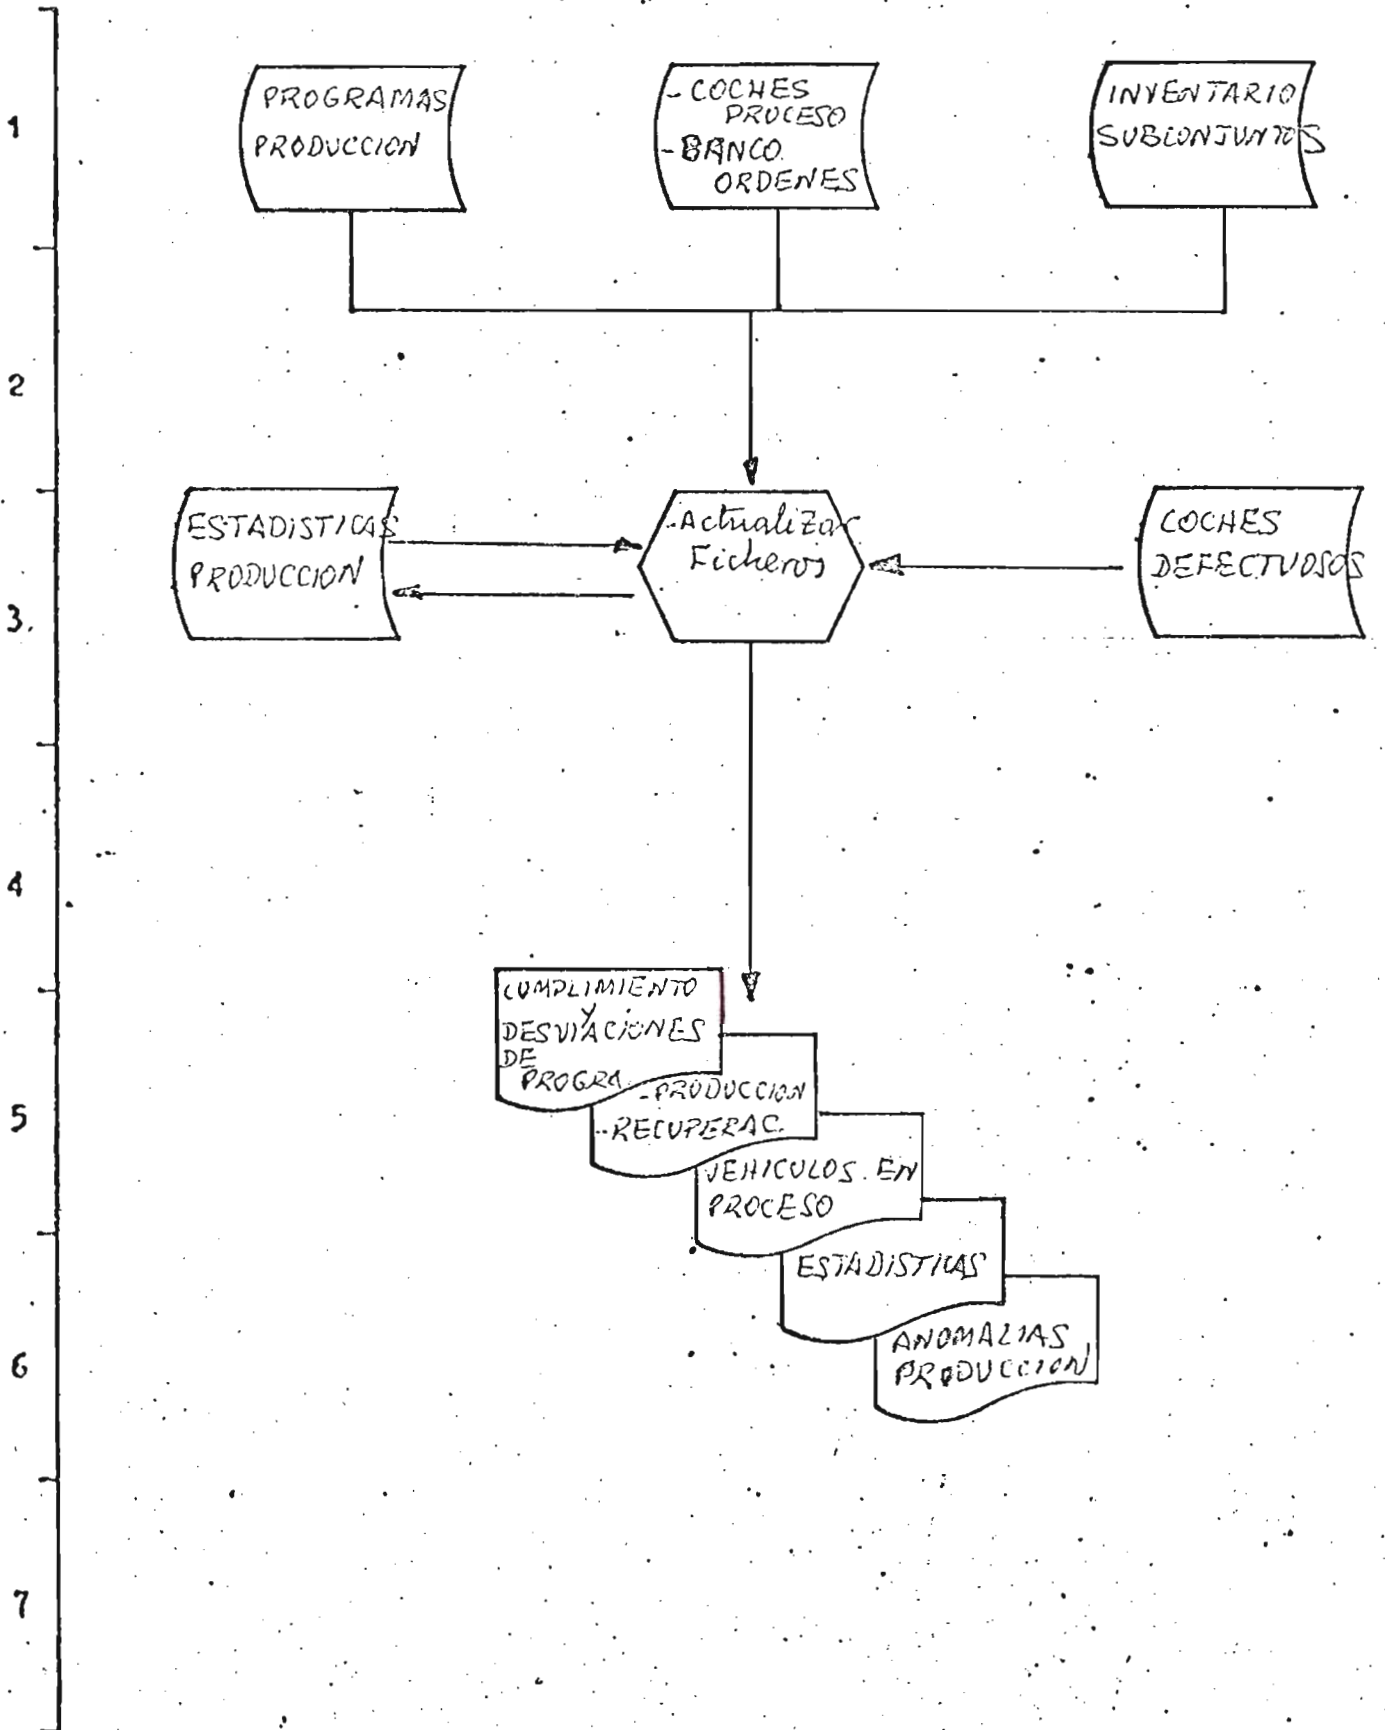 1
PROGRAMAS
PRODUCCION
- COCHES
PROCESO
- BANCO
ORDENES
INVENTARIO
SUBCONJUNTOS
2
ESTADISTICAS
PRODUCCION
- Actualizar
Ficheros
COCHES
DEFECTUOSOS
3.
4
CUMPLIMIENTO
Y
DESVIACIONES
DE
PROGRA.
- PRODUCCION
- RECUPERAC.
5
VEHICULOS. EN
PROCESO
ESTADISTICAS
ANOMALIAS
PRODUCCION
6
7